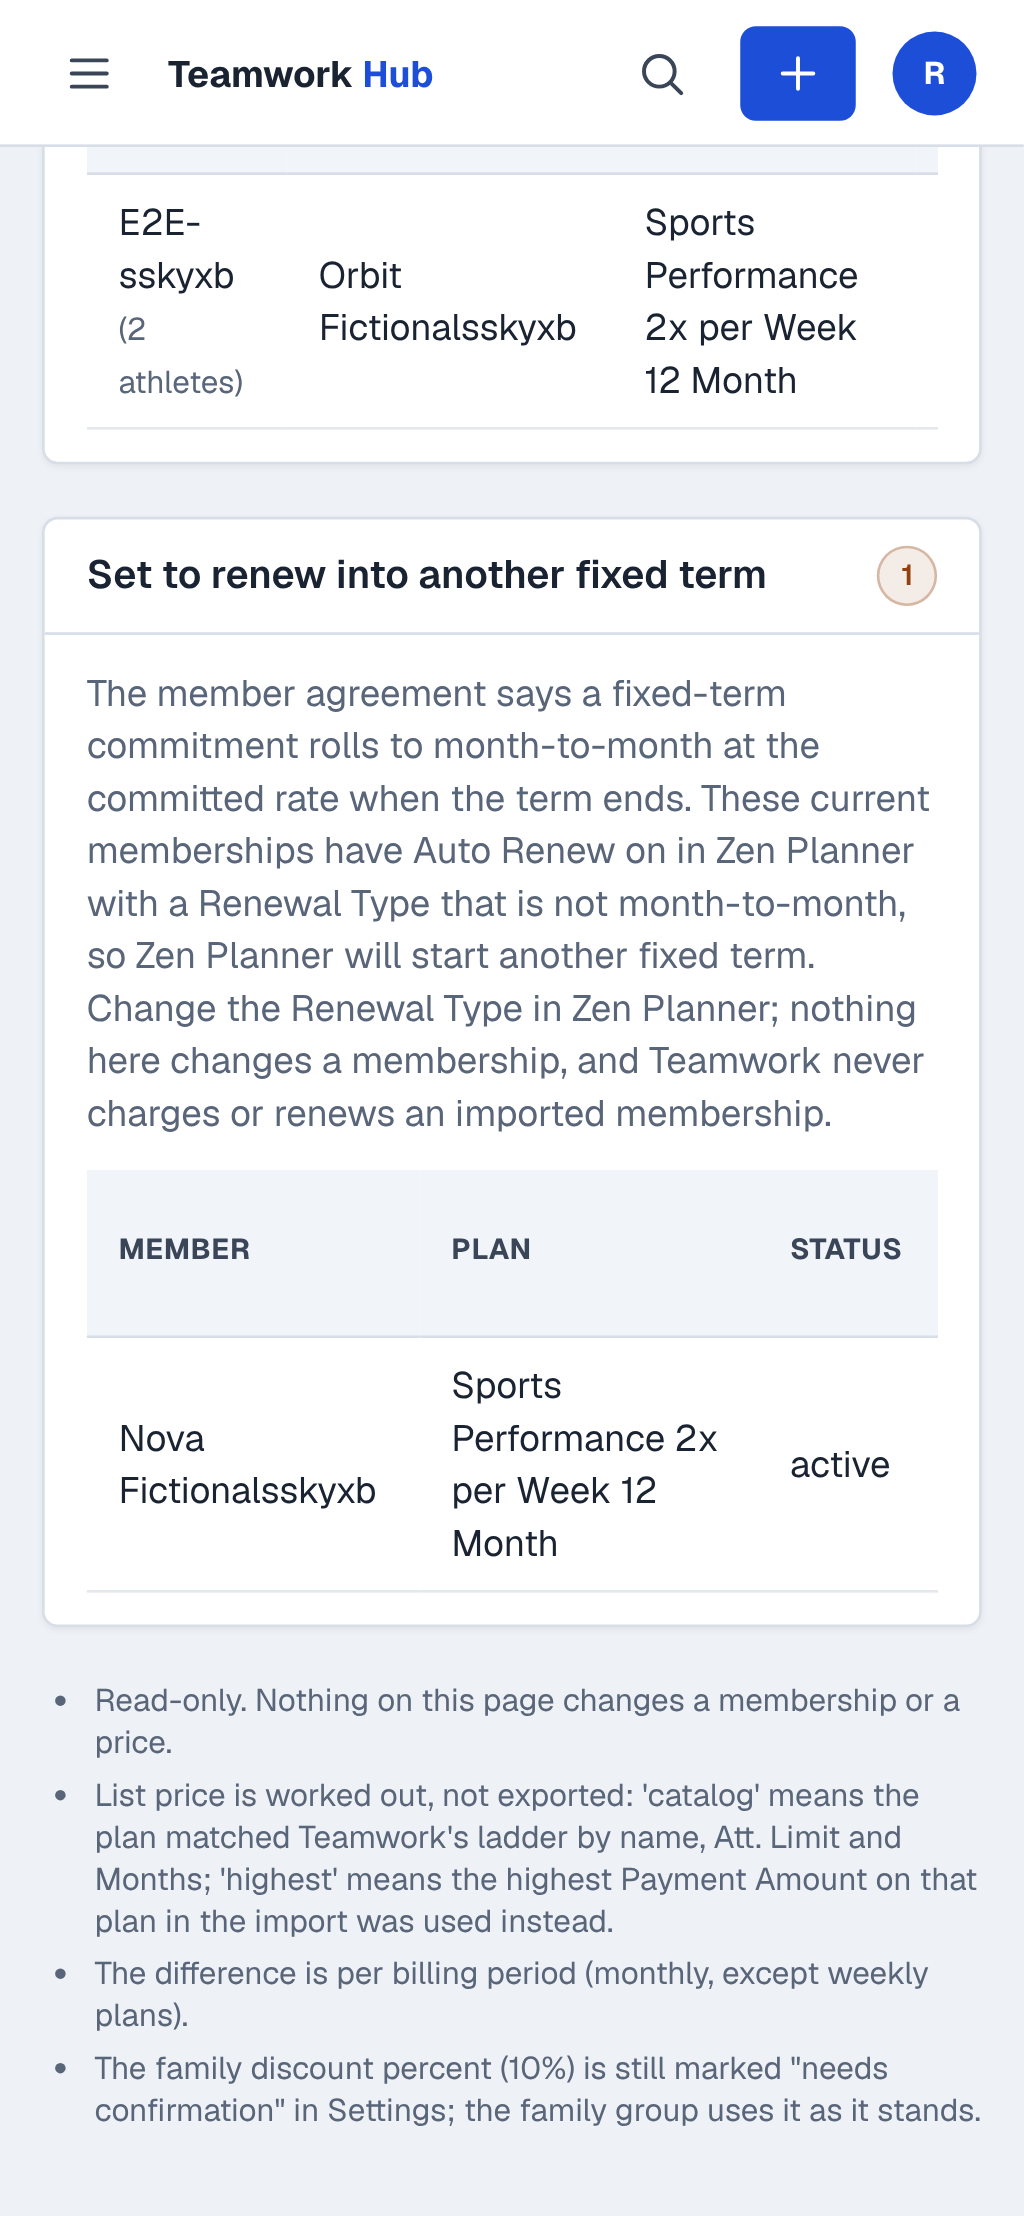 Teamwork Hub
R
E2E-
sskyxb
(2
athletes)
Orbit
Fictionalsskyxb
Sports
Performance
2x per Week
12 Month
Set to renew into another fixed term
1
The member agreement says a fixed-term
commitment rolls to month-to-month at the
committed rate when the term ends. These current
memberships have Auto Renew on in Zen Planner
with a Renewal Type that is not month-to-month,
so Zen Planner will start another fixed term.
Change the Renewal Type in Zen Planner; nothing
here changes a membership, and Teamwork never
charges or renews an imported membership.
MEMBER
PLAN
STATUS
Nova
Fictionalsskyxb
Sports
Performance 2x
per Week 12
Month
active
• Read-only. Nothing on this page changes a membership or a
price.
• List price is worked out, not exported: 'catalog' means the
plan matched Teamwork's ladder by name, Att. Limit and
Months; 'highest' means the highest Payment Amount on that
plan in the import was used instead.
• The difference is per billing period (monthly, except weekly
plans).
• The family discount percent (10%) is still marked "needs
confirmation" in Settings; the family group uses it as it stands.